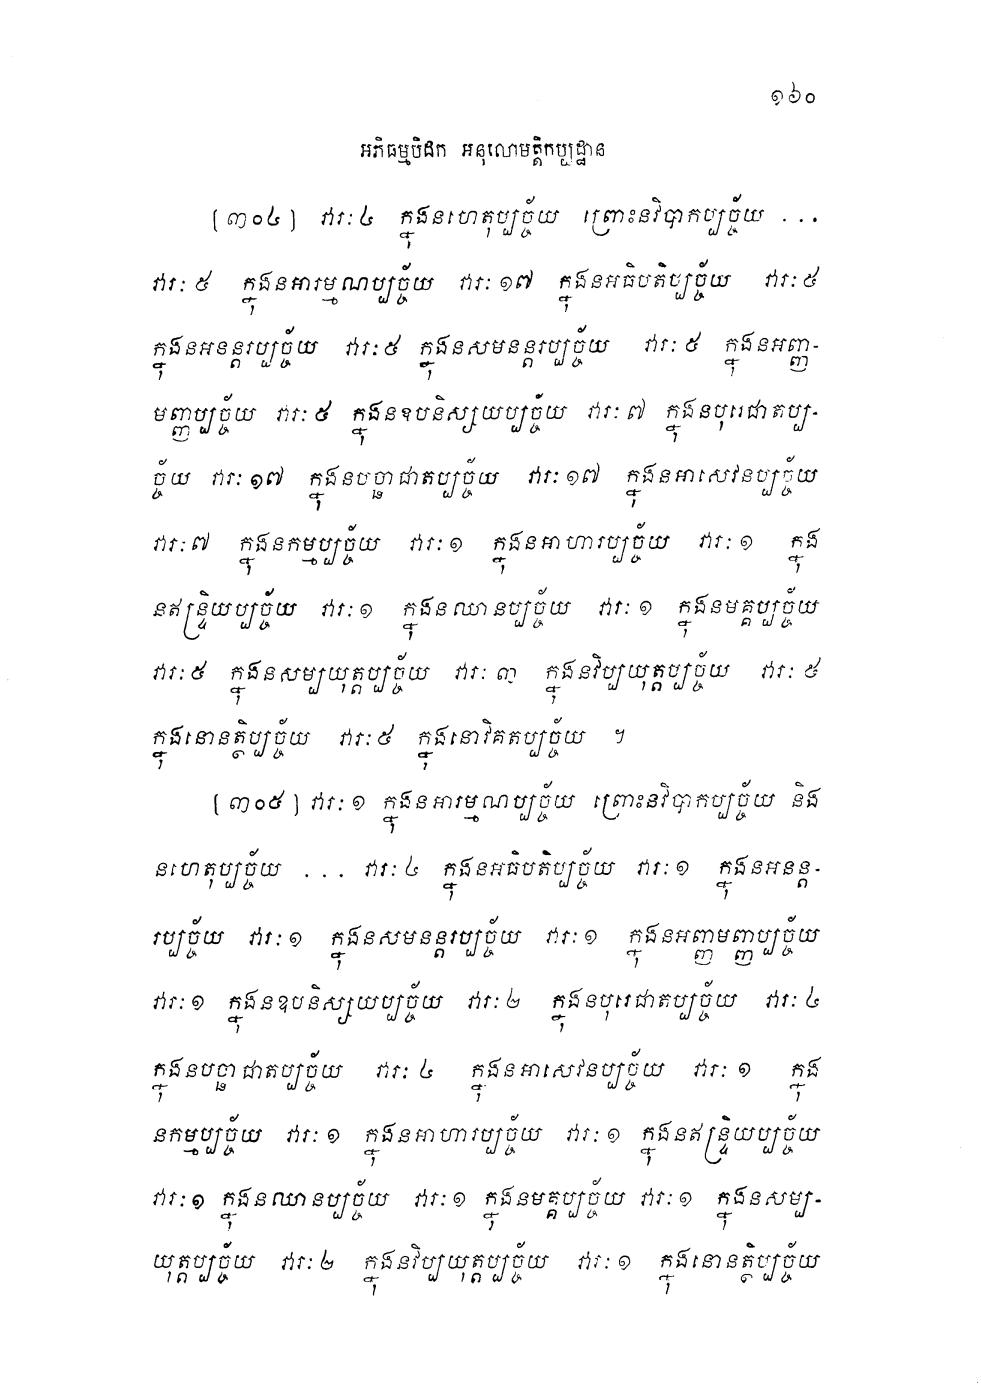 ១៦០
អភិធម្មបិដក អនុលោមត្តិកប្បដ្ឋាន
[៣០៤] វារៈ ៤ ក្នុងនហេតុប្បច្ច័យ ព្រោះនវិបាកប្បច្ច័យ ...
វារៈ ៥ ក្នុងនអារម្មណប្បច្ច័យ វារៈ ១៧ ក្នុងនអធិបតិប្បច្ច័យ វារៈ ៥
ក្នុងនអនន្តរប្បច្ច័យ វារៈ ៥ ក្នុងនសមនន្តរប្បច្ច័យ វារៈ ៥ ក្នុងនអញ្ញ-
មញ្ញប្បច្ច័យ វារៈ ៥ ក្នុងនឧបនិស្សយប្បច្ច័យ វារៈ ៧ ក្នុងនបុរេជាតប្ប-
ច្ច័យ វារៈ ១៧ ក្នុងនបច្ឆាជាតប្បច្ច័យ វារៈ ១៧ ក្នុងនអាសេវនប្បច្ច័យ
វារៈ ៧ ក្នុងនកម្មប្បច្ច័យ វារៈ ១ ក្នុងនអាហារប្បច្ច័យ វារៈ ១ ក្នុង
នឥន្ទ្រិយប្បច្ច័យ វារៈ ១ ក្នុងនឈានប្បច្ច័យ វារៈ ១ ក្នុងនមគ្គប្បច្ច័យ
វារៈ ៥ ក្នុងនសម្បយុត្តប្បច្ច័យ វារៈ ៣ ក្នុងនវិប្បយុត្តប្បច្ច័យ វារៈ ៥
ក្នុងនោនត្ថិប្បច្ច័យ វារៈ ៥ ក្នុងនោវិគតប្បច្ច័យ ។
[៣០៥] វារៈ ១ ក្នុងនអារម្មណប្បច្ច័យ ព្រោះនវិបាកប្បច្ច័យ និង
នហេតុប្បច្ច័យ ... វារៈ ៤ ក្នុងនអធិបតិប្បច្ច័យ វារៈ ១ ក្នុងនអនន្ត-
រប្បច្ច័យ វារៈ ១ ក្នុងនសមនន្តរប្បច្ច័យ វារៈ ១ ក្នុងនអញ្ញមញ្ញប្បច្ច័យ
វារៈ ១ ក្នុងនឧបនិស្សយប្បច្ច័យ វារៈ ២ ក្នុងនបុរេជាតប្បច្ច័យ វារៈ ៤
ក្នុងនបច្ឆាជាតប្បច្ច័យ វារៈ ៤ ក្នុងនអាសេវនប្បច្ច័យ វារៈ ១ ក្នុង
នកម្មប្បច្ច័យ វារៈ ១ ក្នុងនអាហារប្បច្ច័យ វារៈ ១ ក្នុងនឥន្ទ្រិយប្បច្ច័យ
វារៈ ១ ក្នុងនឈានប្បច្ច័យ វារៈ ១ ក្នុងនមគ្គប្បច្ច័យ វារៈ ១ ក្នុងនសម្ប-
យុត្តប្បច្ច័យ វារៈ ២ ក្នុងនវិប្បយុត្តប្បច្ច័យ វារៈ ១ ក្នុងនោនត្ថិប្បច្ច័យ